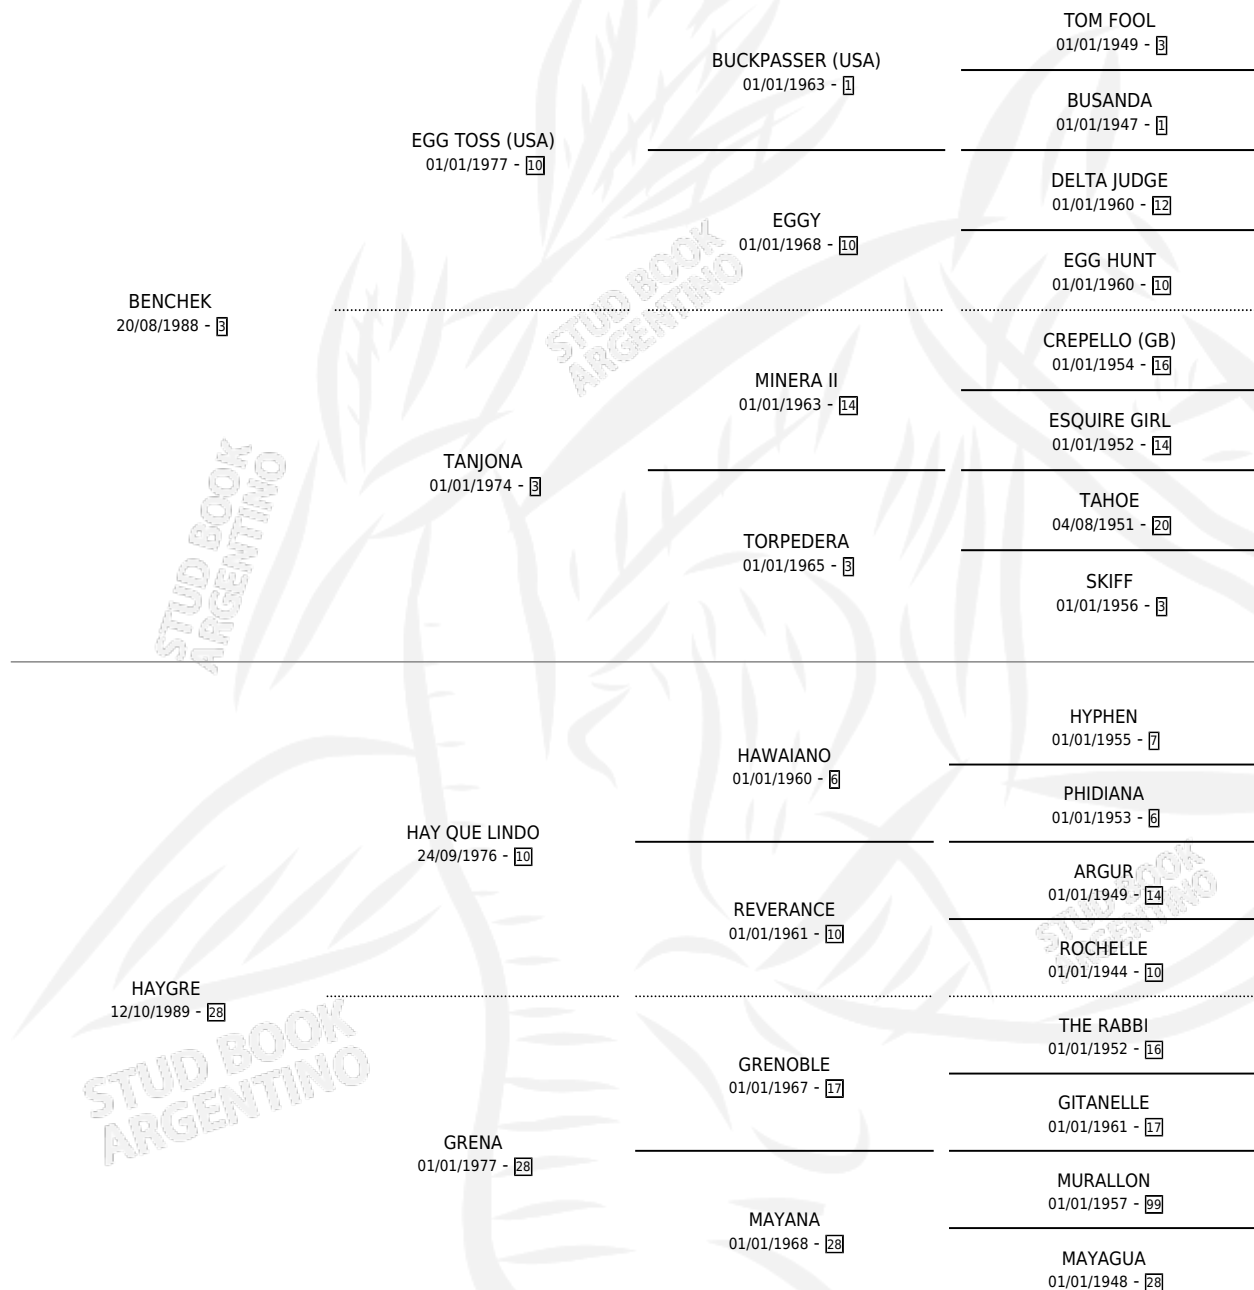 TOM FOOL
01/01/1949 - 3
BUCKPASSER (USA)
01/01/1963 - 1
BUSANDA
01/01/1947 - 1
EGG TOSS (USA)
01/01/1977 - 10
DELTA JUDGE
01/01/1960 - 12
EGGY
01/01/1968 - 10
EGG HUNT
01/01/1960 - 10
BENCHEK
20/08/1988 - 3
CREPELLO (GB)
01/01/1954 - 16
MINERA II
01/01/1963 - 14
ESQUIRE GIRL
01/01/1952 - 14
TANJONA
01/01/1974 - 3
TAHOE
04/08/1951 - 20
TORPEDERA
01/01/1965 - 3
SKIFF
01/01/1956 - 3
HYPHEN
01/01/1955 - 7
HAWAIANO
01/01/1960 - 6
PHIDIANA
01/01/1953 - 6
HAY QUE LINDO
24/09/1976 - 10
ARGUR
01/01/1949 - 14
REVERANCE
01/01/1961 - 10
ROCHELLE
01/01/1944 - 10
HAYGRE
12/10/1989 - 28
THE RABBI
01/01/1952 - 16
GRENOBLE
01/01/1967 - 17
GITANELLE
01/01/1961 - 17
GRENA
01/01/1977 - 28
MURALLON
01/01/1957 - 99
MAYANA
01/01/1968 - 28
MAYAGUA
01/01/1948 - 28
STUD BOOK
ARGENTINO
STUD BOOK
ARGENTINO
STUD BOOK
ARGENTINO
STUD BOOK
ARGENTINO